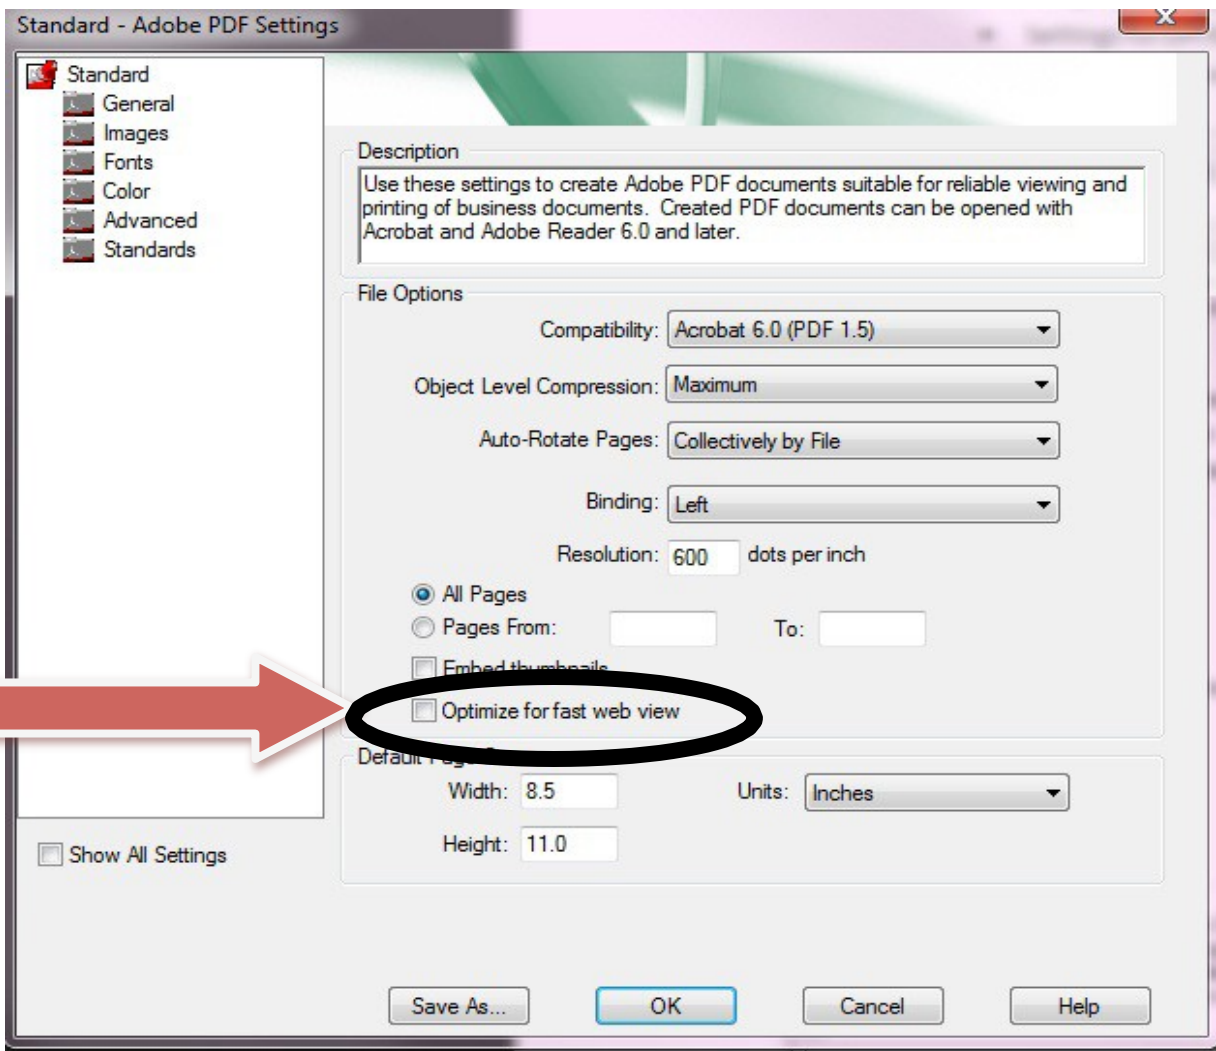 Standard - Adobe PDF Settings
Standard
General
Images
Fonts
Color
Advanced
Standards
Show All Settings
Description
Use these settings to create Adobe PDF documents suitable for reliable viewing and
printing of business documents. Created PDF documents can be opened with
Acrobat and Adobe Reader 6.0 and later.
File Options
Compatibility: Acrobat 6.0 (PDF 1.5)
Object Level Compression: Maximum
Auto-Rotate Pages: Collectively by File
Binding: Left
Resolution: 600 dots per inch
All Pages
Pages From: To:
Embed thumbnails
Optimize for fast web view
Default Page
Width: 8.5 Units: Inches
Height: 11.0
Save As... OK Cancel Help